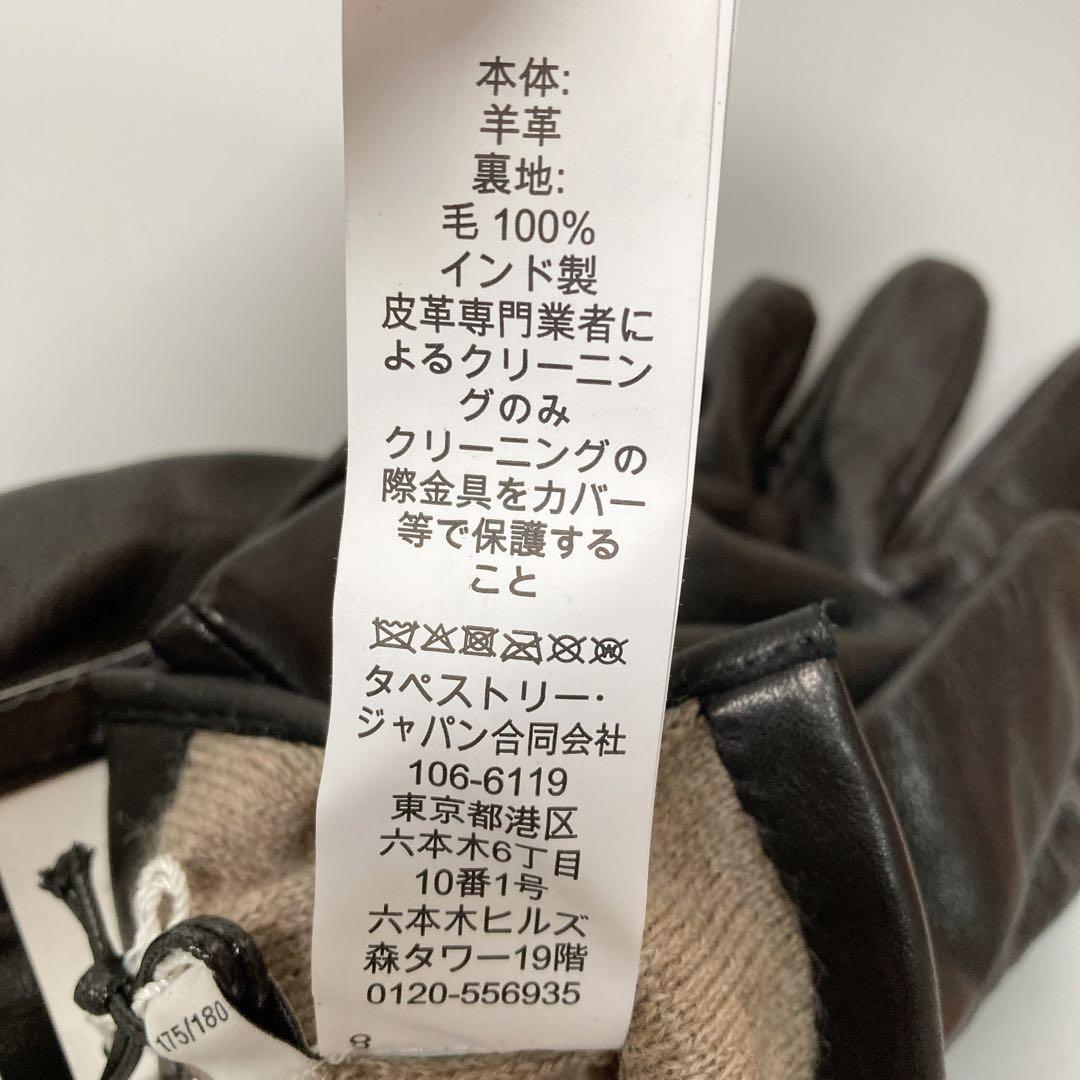 本体:
羊革
裏地:
毛 100%
インド製
皮革専門業者に
よるクリーニン
グのみ
クリーニングの
際金具をカバー
等で保護する
こと
W
タペストリー・
ジャパン合同会社
106-6119
東京都港区
六本木6丁目
10番1号
六本木ヒルズ
森タワー19階
0120-556935
8
175/180